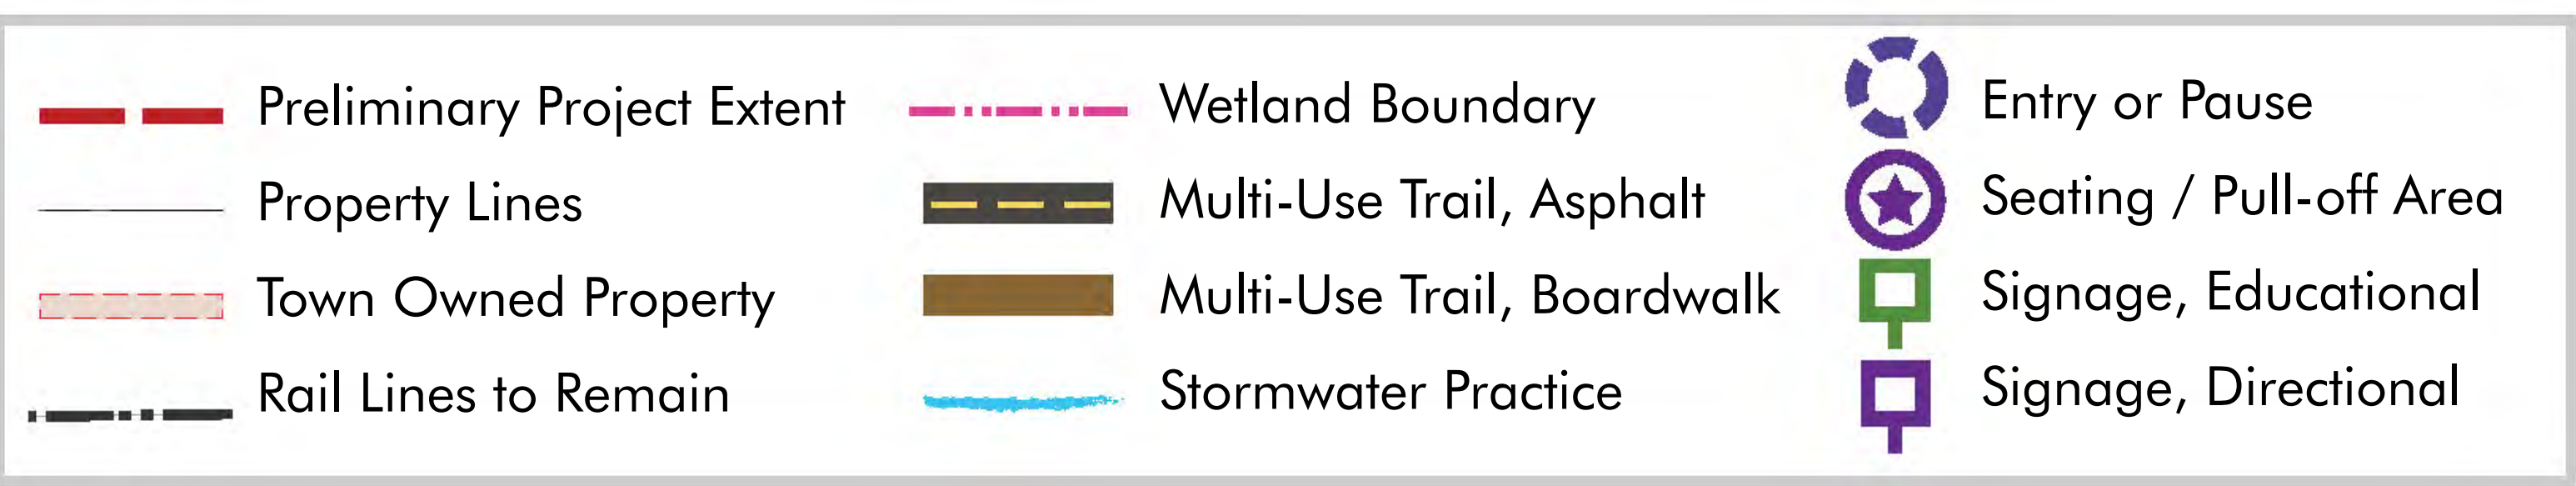 Preliminary Project Extent
Property Lines
Town Owned Property
Rail Lines to Remain
Wetland Boundary
Multi-Use Trail, Asphalt
Multi-Use Trail, Boardwalk
Stormwater Practice
Entry or Pause
Seating / Pull-off Area
Signage, Educational
Signage, Directional